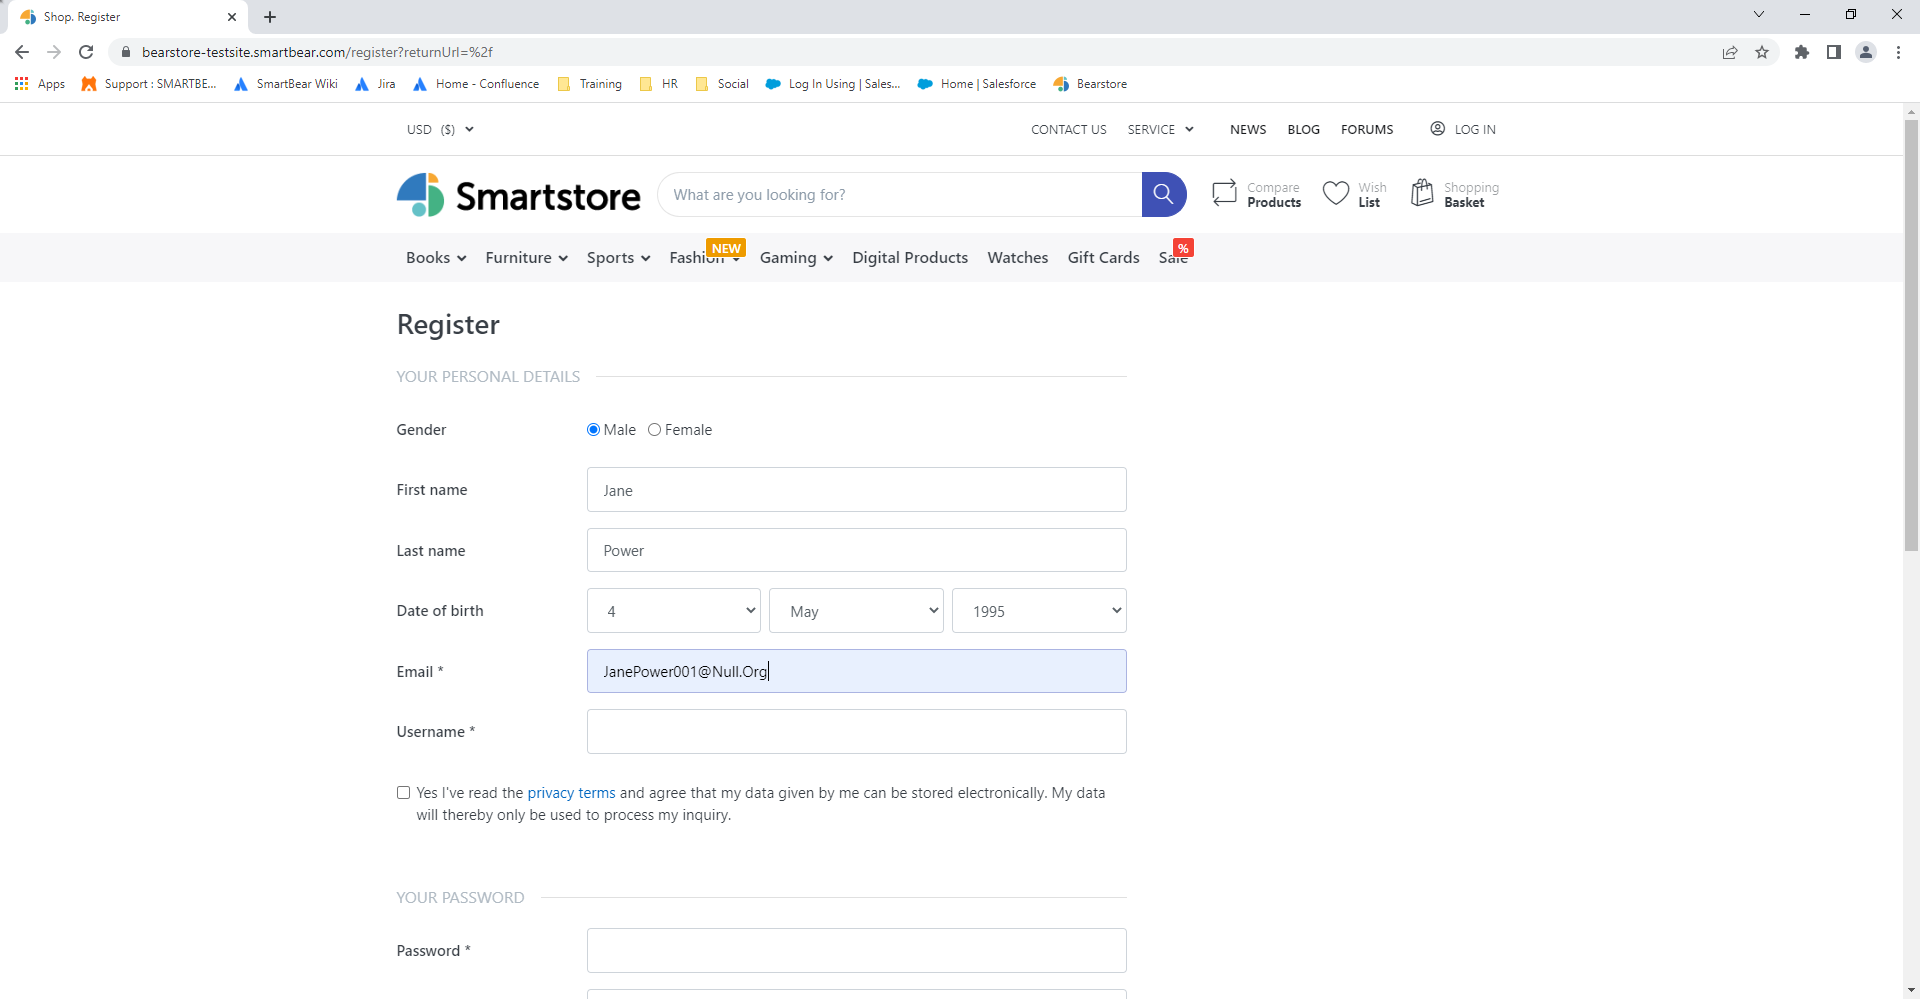 Shop. Register
bearstore-testsite.smartbear.com/register?returnUrl=%2f
Apps Support : SMARTBE... SmartBear Wiki Jira Home - Confluence Training HR Social Log In Using | Sales... Home | Salesforce Bearstore
USD ($) CONTACT US SERVICE NEWS BLOG FORUMS LOG IN
Smartstore What are you looking for? Compare Products Wish List Shopping Basket
Books Furniture Sports Fashion NEW Gaming Digital Products Watches Gift Cards Sale %
Register
YOUR PERSONAL DETAILS
Gender Male Female
First name Jane
Last name Power
Date of birth 4 May 1995
Email * JanePower001@Null.Org
Username *
Yes I've read the privacy terms and agree that my data given by me can be stored electronically. My data
will thereby only be used to process my inquiry.
YOUR PASSWORD
Password *